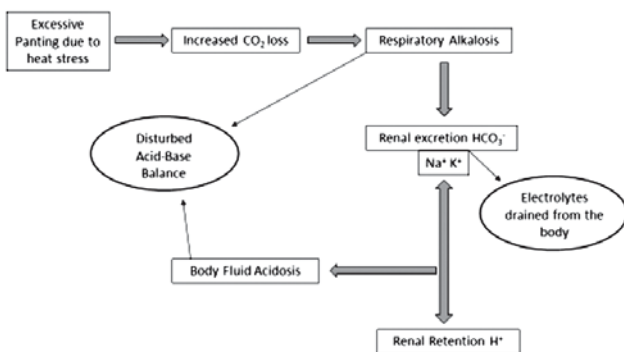 Excessive
Panting due to
heat stress
Increased CO₂ loss
Respiratory Alkalosis
Disturbed
Acid-Base
Balance
Renal excretion HCO₃⁻
Na⁺ K⁺
Electrolytes
drained from the
body
Body Fluid Acidosis
Renal Retention H⁺